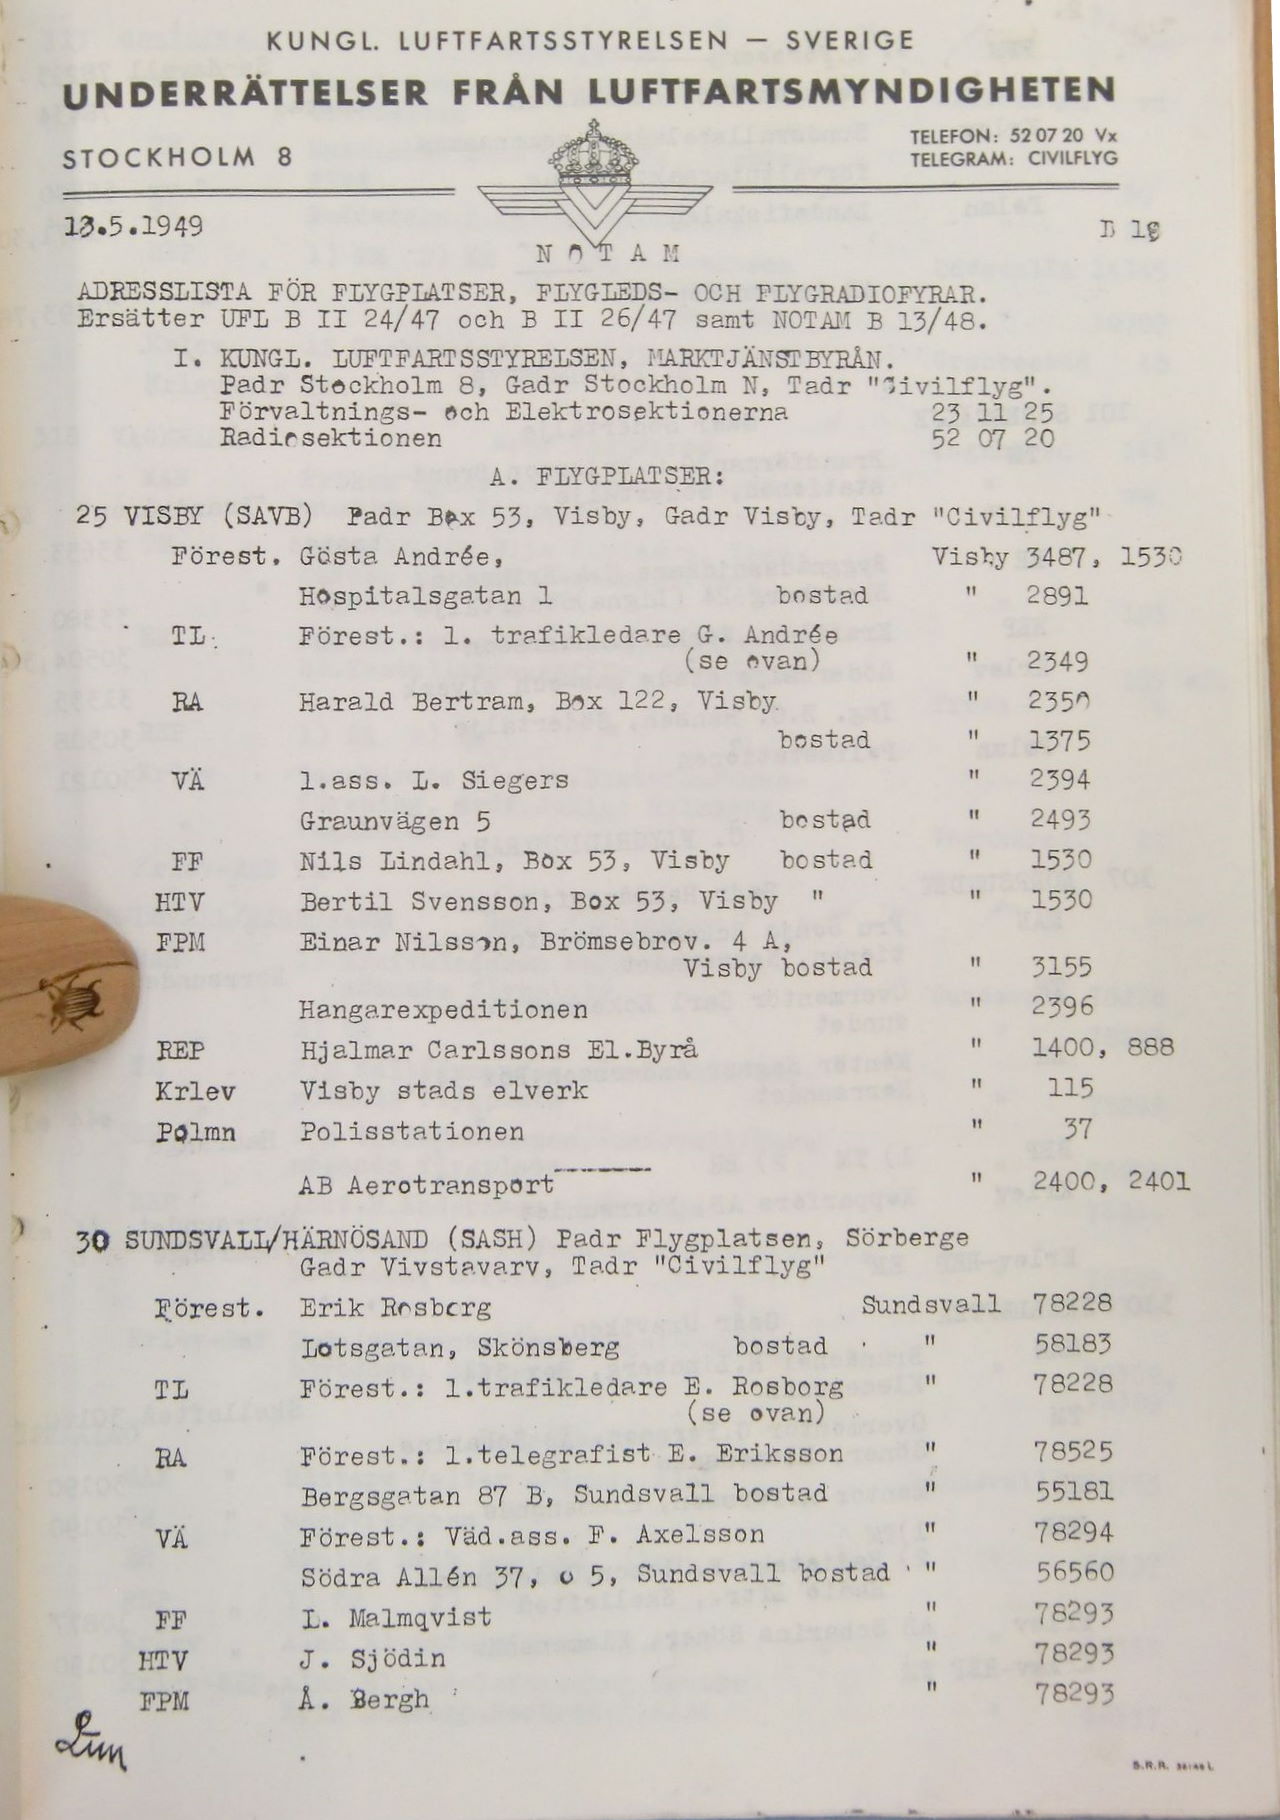 KUNGL. LUFTFARTSSTYRELSEN — SVERIGE
UNDERRÄTTELSER FRÅN LUFTFARTSMYNDIGHETEN
STOCKHOLM 8
TELEFON: 52 07 20 Vx
TELEGRAM: CIVILFLYG
13.5.1949
B 18
N O T A M
ADRESSLISTA FÖR FLYGPLATSER, FLYGLEDS- OCH FLYGRADIOFYRAR.
Ersätter UFL B II 24/47 och B II 26/47 samt NOTAM B 13/48.
I. KUNGL. LUFTFARTSSTYRELSEN, MARKTJÄNSTBYRÅN.
Padr Stockholm 8, Gadr Stockholm N, Tadr "Civilflyg".
Förvaltnings- och Elektrosektionerna 23 11 25
Radiosektionen 52 07 20
A. FLYGPLATSER:
25 VISBY (SAVB) Padr Box 53, Visby, Gadr Visby, Tadr "Civilflyg"
Förest. Gösta Andrée, Visby 3487, 1530
Hospitalsgatan 1 bostad " 2891
TL Förest.: 1. trafikledare G. Andrée
(se ovan) " 2349
RA Harald Bertram, Box 122, Visby " 2350
bostad " 1375
VÄ 1.ass. L. Siegers " 2394
Graunvägen 5 bostad " 2493
FF Nils Lindahl, Box 53, Visby bostad " 1530
HTV Bertil Svensson, Box 53, Visby " " 1530
FPM Einar Nilsson, Brömsebrov. 4 A,
Visby bostad " 3155
Hangarexpeditionen " 2396
REP Hjalmar Carlssons El.Byrå " 1400, 888
Krlev Visby stads elverk " 115
Polmn Polisstationen " 37
AB Aerotransport " 2400, 2401
30 SUNDSVALL/HÄRNÖSAND (SASH) Padr Flygplatsen, Sörberge
Gadr Vivstavarv, Tadr "Civilflyg"
Förest. Erik Rosborg Sundsvall 78228
Lotsgatan, Skönsberg bostad " 58183
TL Förest.: 1.trafikledare E. Rosborg " 78228
(se ovan)
RA Förest.: 1.telegrafist E. Eriksson " 78525
Bergsgatan 87 B, Sundsvall bostad " 55181
VÄ Förest.: Väd.ass. F. Axelsson " 78294
Södra Allén 37, o 5, Sundsvall bostad " 56560
FF L. Malmqvist " 78293
HTV J. Sjödin " 78293
FPM Å. Bergh " 78293
S.R.R.